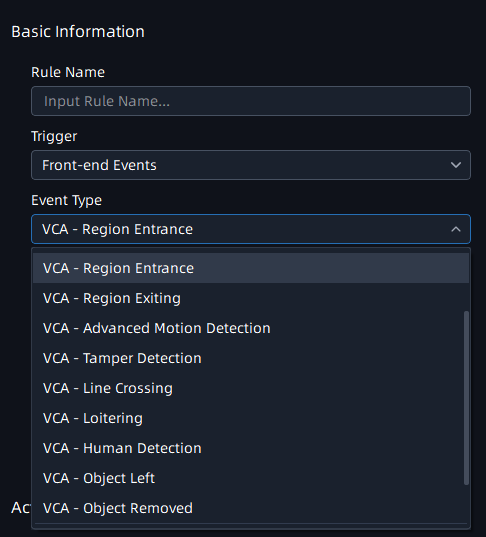 Basic Information
Rule Name
Input Rule Name...
Trigger
Front-end Events
Event Type
VCA - Region Entrance
VCA - Region Entrance
VCA - Region Exiting
VCA - Advanced Motion Detection
VCA - Tamper Detection
VCA - Line Crossing
VCA - Loitering
VCA - Human Detection
VCA - Object Left
VCA - Object Removed